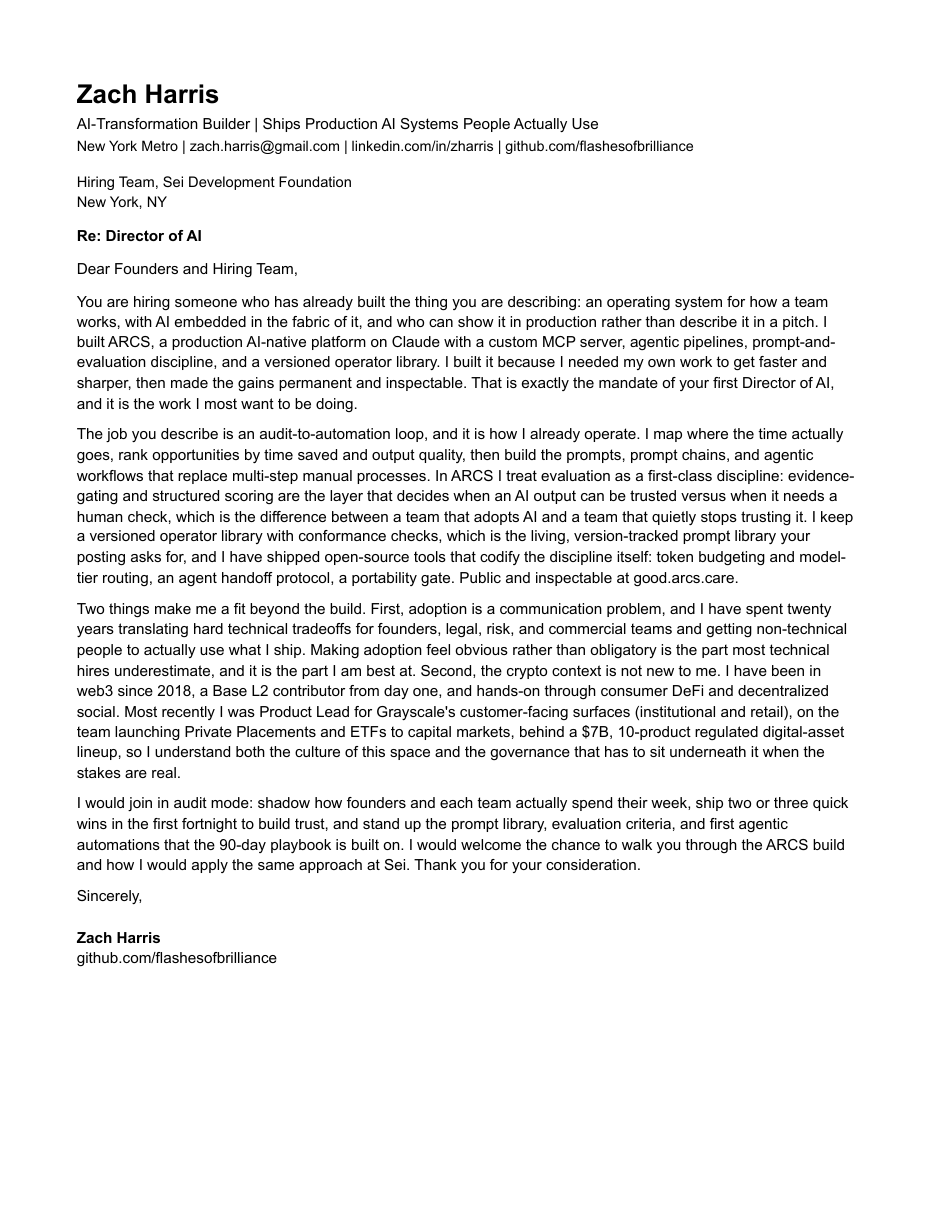 Zach Harris
AI-Transformation Builder | Ships Production AI Systems People Actually Use
New York Metro | zach.harris@gmail.com | linkedin.com/in/zharris | github.com/flashesofbrilliance
Hiring Team, Sei Development Foundation
New York, NY
Re: Director of AI
Dear Founders and Hiring Team,
You are hiring someone who has already built the thing you are describing: an operating system for how a team
works, with AI embedded in the fabric of it, and who can show it in production rather than describe it in a pitch. I
built ARCS, a production AI-native platform on Claude with a custom MCP server, agentic pipelines, prompt-and-
evaluation discipline, and a versioned operator library. I built it because I needed my own work to get faster and
sharper, then made the gains permanent and inspectable. That is exactly the mandate of your first Director of AI,
and it is the work I most want to be doing.
The job you describe is an audit-to-automation loop, and it is how I already operate. I map where the time actually
goes, rank opportunities by time saved and output quality, then build the prompts, prompt chains, and agentic
workflows that replace multi-step manual processes. In ARCS I treat evaluation as a first-class discipline: evidence-
gating and structured scoring are the layer that decides when an AI output can be trusted versus when it needs a
human check, which is the difference between a team that adopts AI and a team that quietly stops trusting it. I keep
a versioned operator library with conformance checks, which is the living, version-tracked prompt library your
posting asks for, and I have shipped open-source tools that codify the discipline itself: token budgeting and model-
tier routing, an agent handoff protocol, a portability gate. Public and inspectable at good.arcs.care.
Two things make me a fit beyond the build. First, adoption is a communication problem, and I have spent twenty
years translating hard technical tradeoffs for founders, legal, risk, and commercial teams and getting non-technical
people to actually use what I ship. Making adoption feel obvious rather than obligatory is the part most technical
hires underestimate, and it is the part I am best at. Second, the crypto context is not new to me. I have been in
web3 since 2018, a Base L2 contributor from day one, and hands-on through consumer DeFi and decentralized
social. Most recently I was Product Lead for Grayscale's customer-facing surfaces (institutional and retail), on the
team launching Private Placements and ETFs to capital markets, behind a $7B, 10-product regulated digital-asset
lineup, so I understand both the culture of this space and the governance that has to sit underneath it when the
stakes are real.
I would join in audit mode: shadow how founders and each team actually spend their week, ship two or three quick
wins in the first fortnight to build trust, and stand up the prompt library, evaluation criteria, and first agentic
automations that the 90-day playbook is built on. I would welcome the chance to walk you through the ARCS build
and how I would apply the same approach at Sei. Thank you for your consideration.
Sincerely,
Zach Harris
github.com/flashesofbrilliance